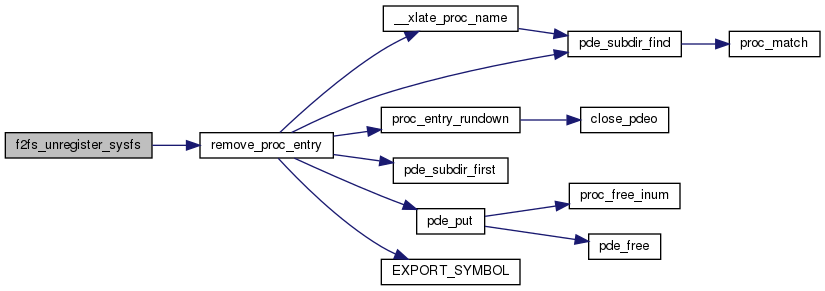 __xlate_proc_name
pde_subdir_find
proc_match
proc_entry_rundown
close_pdeo
f2fs_unregister_sysfs
remove_proc_entry
pde_subdir_first
proc_free_inum
pde_put
pde_free
EXPORT_SYMBOL